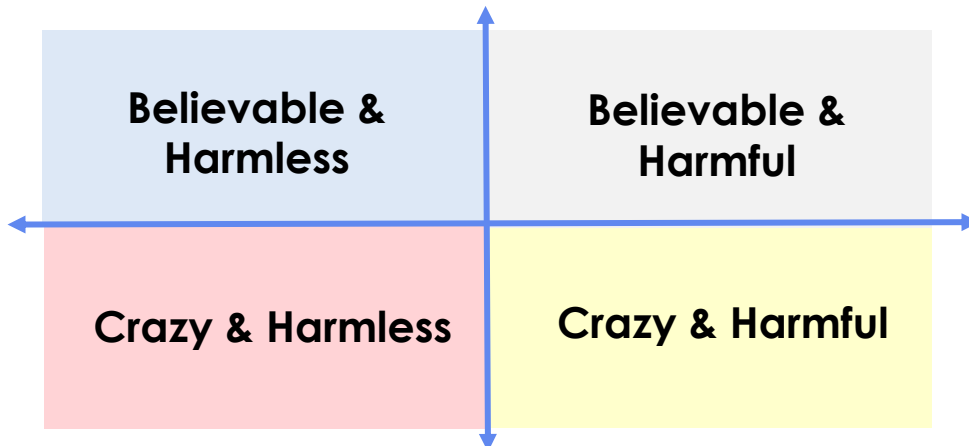 Believable &
Harmless
Believable &
Harmful
Crazy & Harmless
Crazy & Harmful